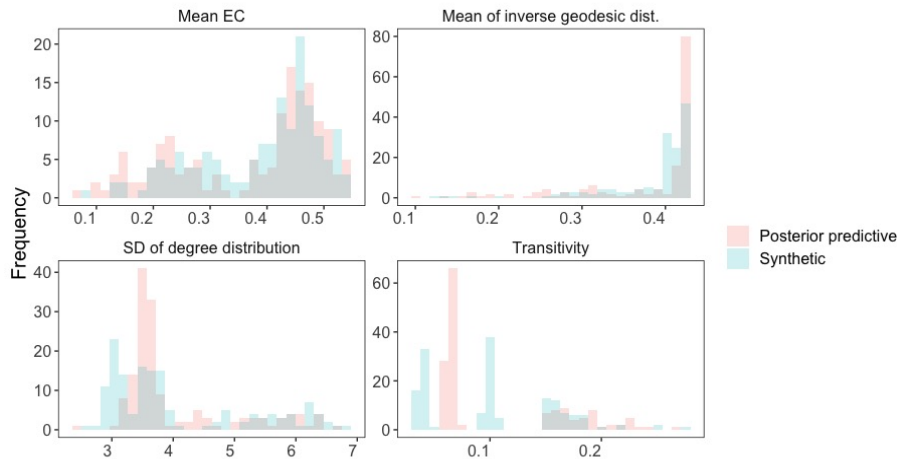 Mean EC
Mean of inverse geodesic dist.
20
15
10
5
0
0.1 0.2 0.3 0.4 0.5
80
60
40
20
0
0.1 0.2 0.3 0.4
Frequency
SD of degree distribution
Transitivity
40
30
20
10
0
3 4 5 6 7
60
40
20
0
0.1 0.2
Posterior predictive
Synthetic